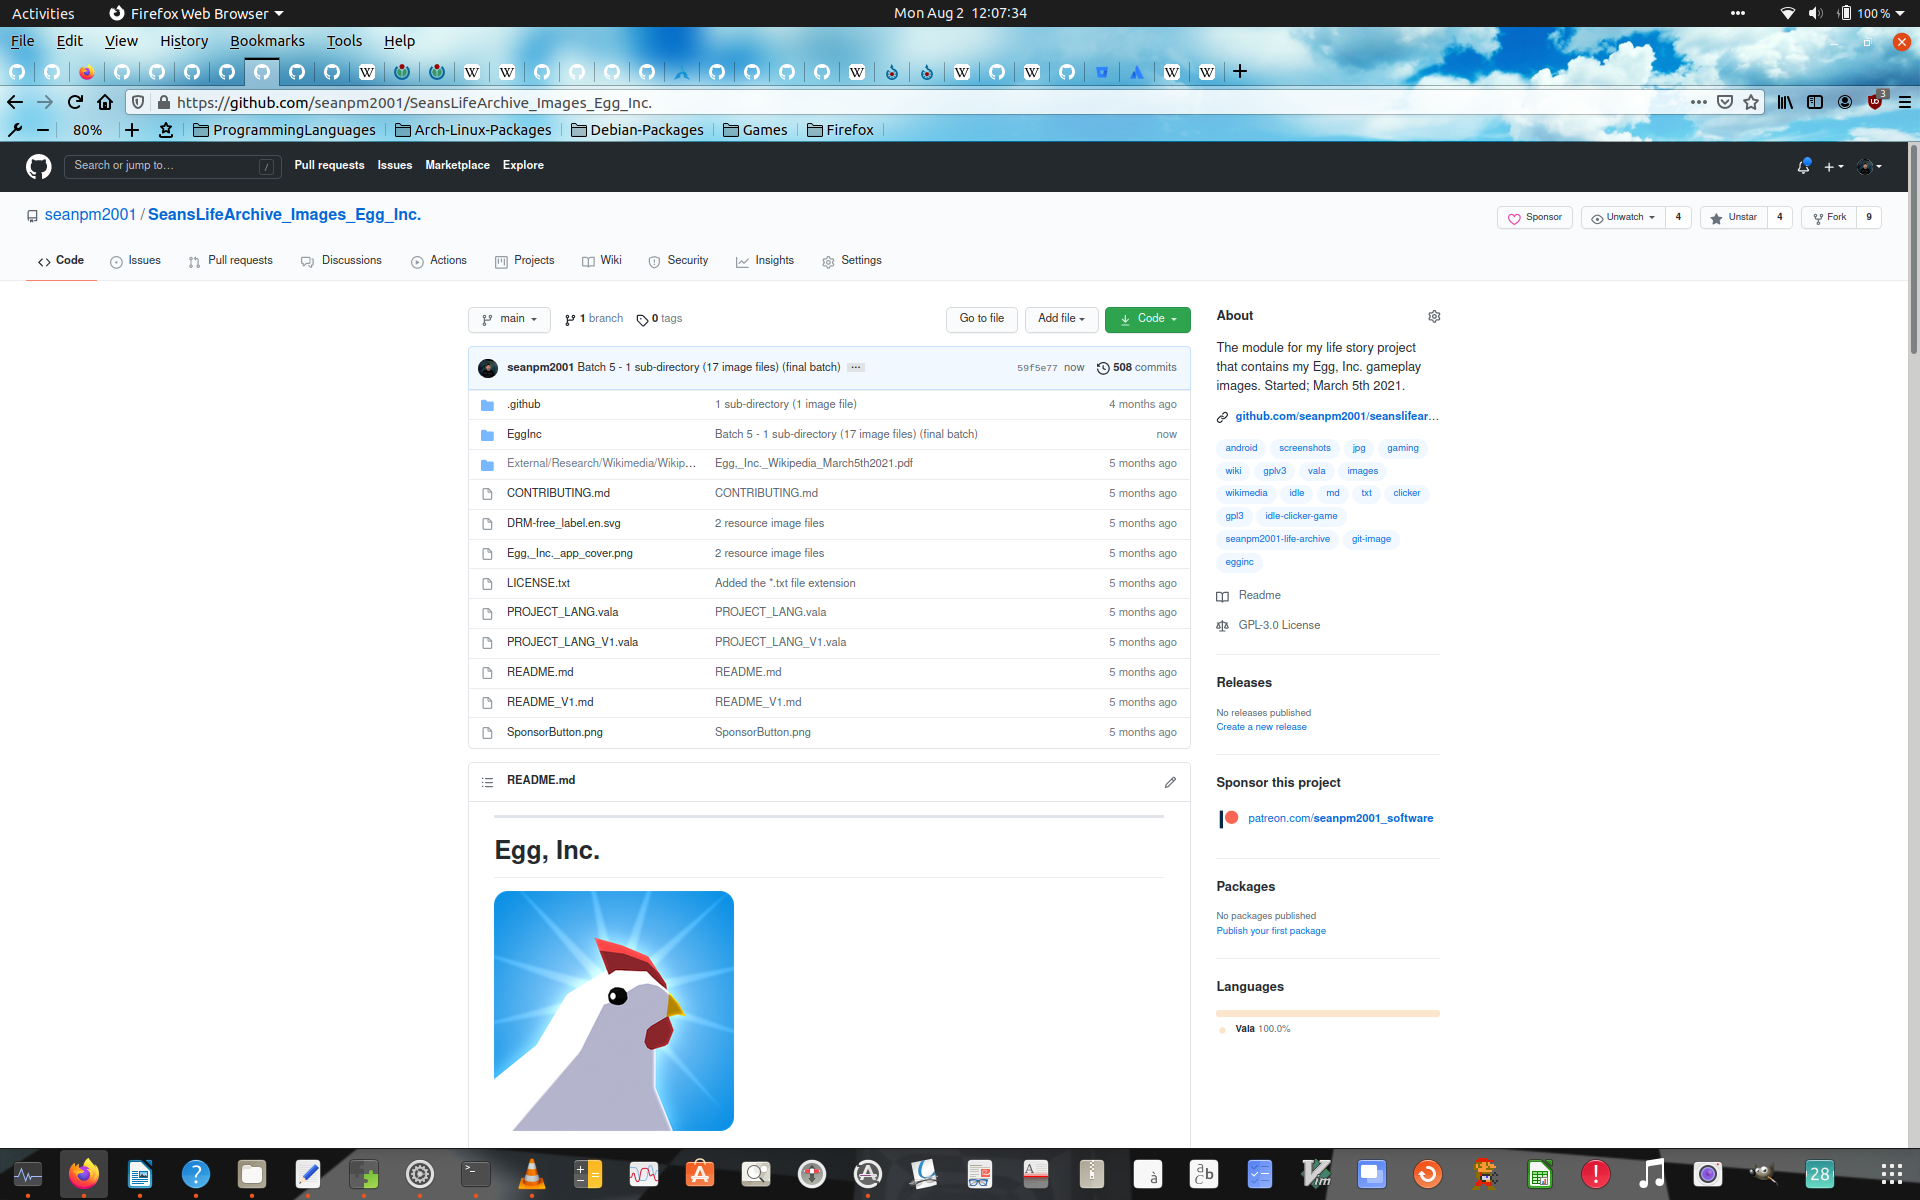 Activities Firefox Web Browser Mon Aug 2 12:07:34 100 %
File Edit View History Bookmarks Tools Help
https://github.com/seanpm2001/SeansLifeArchive_Images_Egg_Inc. 3
80% ProgrammingLanguages Arch-Linux-Packages Debian-Packages Games Firefox
Search or jump to... / Pull requests Issues Marketplace Explore
seanpm2001 / SeansLifeArchive_Images_Egg_Inc. Sponsor Unwatch 4 Unstar 4 Fork 9
Code Issues Pull requests Discussions Actions Projects Wiki Security Insights Settings
main 1 branch 0 tags Go to file Add file Code
seanpm2001 Batch 5 - 1 sub-directory (17 image files) (final batch) ... 59f5e77 now 508 commits
.github 1 sub-directory (1 image file) 4 months ago
EggInc Batch 5 - 1 sub-directory (17 image files) (final batch) now
External/Research/Wikimedia/Wikip... Egg,_Inc._Wikipedia_March5th2021.pdf 5 months ago
CONTRIBUTING.md CONTRIBUTING.md 5 months ago
DRM-free_label.en.svg 2 resource image files 5 months ago
Egg,_Inc._app_cover.png 2 resource image files 5 months ago
LICENSE.txt Added the *.txt file extension 5 months ago
PROJECT_LANG.vala PROJECT_LANG.vala 5 months ago
PROJECT_LANG_V1.vala PROJECT_LANG_V1.vala 5 months ago
README.md README.md 5 months ago
README_V1.md README_V1.md 5 months ago
SponsorButton.png SponsorButton.png 5 months ago
README.md
Egg, Inc.
About
The module for my life story project
that contains my Egg, Inc. gameplay
images. Started; March 5th 2021.
github.com/seanpm2001/seanslifear...
android screenshots jpg gaming
wiki gplv3 vala images
wikimedia idle md txt clicker
gpl3 idle-clicker-game
seanpm2001-life-archive git-image
egginc
Readme
GPL-3.0 License
Releases
No releases published
Create a new release
Sponsor this project
patreon.com/seanpm2001_software
Packages
No packages published
Publish your first package
Languages
Vala 100.0%
28